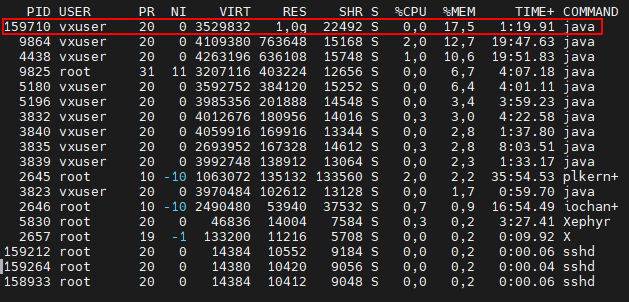 PID USER PR NI VIRT RES SHR S %CPU %MEM TIME+ COMMAND
159710 vxuser 20 0 3529832 1,0g 22492 S 0,0 17,5 1:19.91 java
9864 vxuser 20 0 4109380 763648 15168 S 2,0 12,7 19:47.63 java
4438 vxuser 20 0 4263196 636108 15748 S 1,0 10,6 19:51.83 java
9825 root 31 11 3207116 403224 12656 S 0,0 6,7 4:07.18 java
5180 vxuser 20 0 3592752 384120 15252 S 0,0 6,4 4:01.11 java
5196 vxuser 20 0 3985356 201888 14548 S 0,0 3,4 3:59.23 java
3832 vxuser 20 0 4012676 180956 14016 S 0,3 3,0 4:22.58 java
3840 vxuser 20 0 4059916 169916 13344 S 0,0 2,8 1:37.80 java
3835 vxuser 20 0 2693952 167328 14612 S 0,3 2,8 8:03.51 java
3839 vxuser 20 0 3992748 138912 13064 S 0,0 2,3 1:33.17 java
2645 root 10 -10 1063072 135132 133560 S 2,0 2,2 35:54.53 plkern+
3823 vxuser 20 0 3970484 102612 13128 S 0,0 1,7 0:59.70 java
2646 root 10 -10 2490480 53940 37532 S 0,7 0,9 16:54.49 iochan+
5830 root 20 0 46836 14004 7584 S 0,3 0,2 3:27.41 Xephyr
2657 root 19 -1 133200 11216 5708 S 0,0 0,2 0:09.92 X
159212 root 20 0 14384 10552 9184 S 0,0 0,2 0:00.06 sshd
159264 root 20 0 14380 10420 9056 S 0,0 0,2 0:00.04 sshd
158933 root 20 0 14384 10412 9048 S 0,0 0,2 0:00.06 sshd